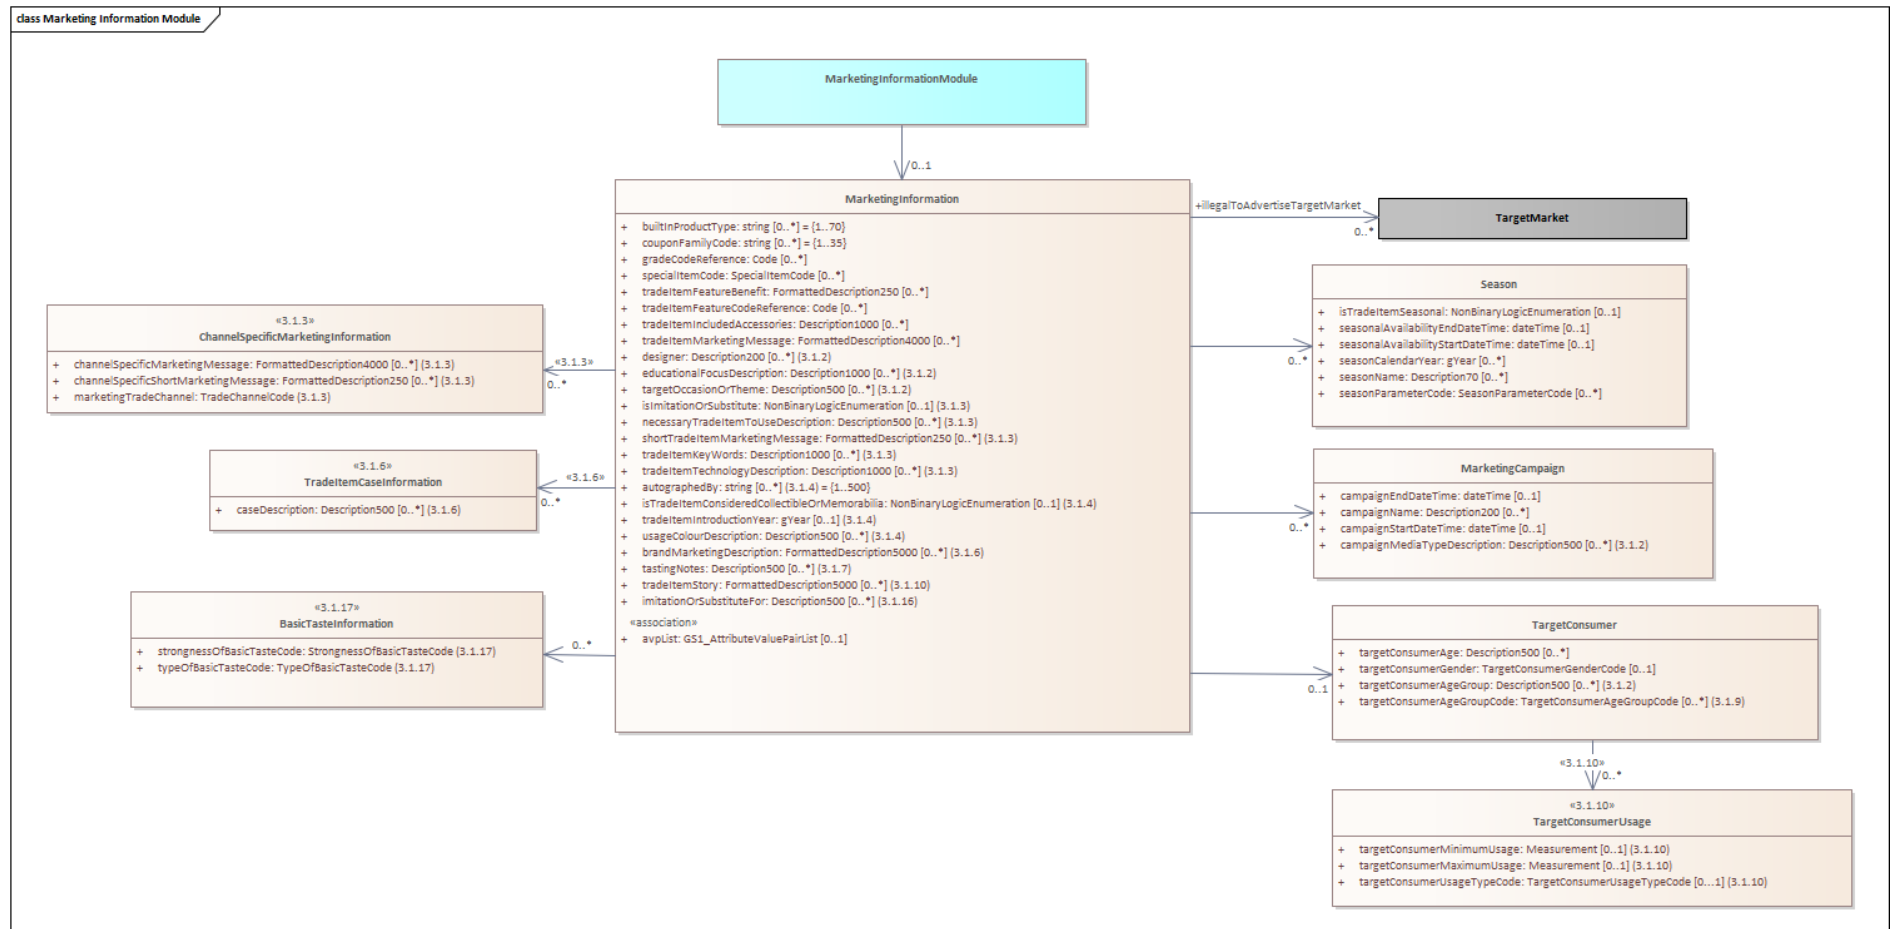 class Marketing Information Module
MarketingInformationModule
0..1
MarketingInformation
+ builtInProductType: string [0..*] = {1..70}
+ couponFamilyCode: string [0..*] = {1..35}
+ gradeCodeReference: Code [0..*]
+ specialItemCode: SpecialItemCode [0..*]
+ tradeItemFeatureBenefit: FormattedDescription250 [0..*]
+ tradeItemFeatureCodeReference: Code [0..*]
+ tradeItemIncludedAccessories: Description1000 [0..*]
+ tradeItemMarketingMessage: FormattedDescription4000 [0..*]
+ designer: Description200 [0..*] (3.1.2)
+ educationalFocusDescription: Description1000 [0..*] (3.1.2)
+ targetOccasionOrTheme: Description500 [0..*] (3.1.2)
+ isImitationOrSubstitute: NonBinaryLogicEnumeration [0..1] (3.1.3)
+ necessaryTradeItemToUseDescription: Description500 [0..*] (3.1.3)
+ shortTradeItemMarketingMessage: FormattedDescription250 [0..*] (3.1.3)
+ tradeItemKeyWords: Description1000 [0..*] (3.1.3)
+ tradeItemTechnologyDescription: Description1000 [0..*] (3.1.3)
+ autographedBy: string [0..*] (3.1.4) = {1..500}
+ isTradeItemConsideredCollectibleOrMemorabilia: NonBinaryLogicEnumeration [0..1] (3.1.4)
+ tradeItemIntroductionYear: gYear [0..1] (3.1.4)
+ usageColourDescription: Description500 [0..*] (3.1.4)
+ brandMarketingDescription: FormattedDescription5000 [0..*] (3.1.6)
+ tastingNotes: Description500 [0..*] (3.1.7)
+ tradeItemStory: FormattedDescription5000 [0..*] (3.1.10)
+ imitationOrSubstituteFor: Description500 [0..*] (3.1.16)
«association»
+ avpList: GS1_AttributeValuePairList [0..1]
«3.1.3»
ChannelSpecificMarketingInformation
+ channelSpecificMarketingMessage: FormattedDescription4000 [0..*] (3.1.3)
+ channelSpecificShortMarketingMessage: FormattedDescription250 [0..*] (3.1.3)
+ marketingTradeChannel: TradeChannelCode (3.1.3)
«3.1.3»
0..*
«3.1.6»
TradeItemCaseInformation
+ caseDescription: Description500 [0..*] (3.1.6)
«3.1.6»
0..*
«3.1.17»
BasicTasteInformation
+ strongnessOfBasicTasteCode: StrongnessOfBasicTasteCode (3.1.17)
+ typeOfBasicTasteCode: TypeOfBasicTasteCode (3.1.17)
0..*
+illegalToAdvertiseTargetMarket
0..*
TargetMarket
Season
+ isTradeItemSeasonal: NonBinaryLogicEnumeration [0..1]
+ seasonalAvailabilityEndDateTime: dateTime [0..1]
+ seasonalAvailabilityStartDateTime: dateTime [0..1]
+ seasonCalendarYear: gYear [0..*]
+ seasonName: Description70 [0..*]
+ seasonParameterCode: SeasonParameterCode [0..*]
0..*
MarketingCampaign
+ campaignEndDateTime: dateTime [0..1]
+ campaignName: Description200 [0..*]
+ campaignStartDateTime: dateTime [0..1]
+ campaignMediaTypeDescription: Description500 [0..*] (3.1.2)
0..*
TargetConsumer
+ targetConsumerAge: Description500 [0..*]
+ targetConsumerGender: TargetConsumerGenderCode [0..1]
+ targetConsumerAgeGroup: Description500 [0..*] (3.1.2)
+ targetConsumerAgeGroupCode: TargetConsumerAgeGroupCode [0..*] (3.1.9)
0..1
«3.1.10»
0..*
«3.1.10»
TargetConsumerUsage
+ targetConsumerMinimumUsage: Measurement [0..1] (3.1.10)
+ targetConsumerMaximumUsage: Measurement [0..1] (3.1.10)
+ targetConsumerUsageTypeCode: TargetConsumerUsageTypeCode [0...1] (3.1.10)